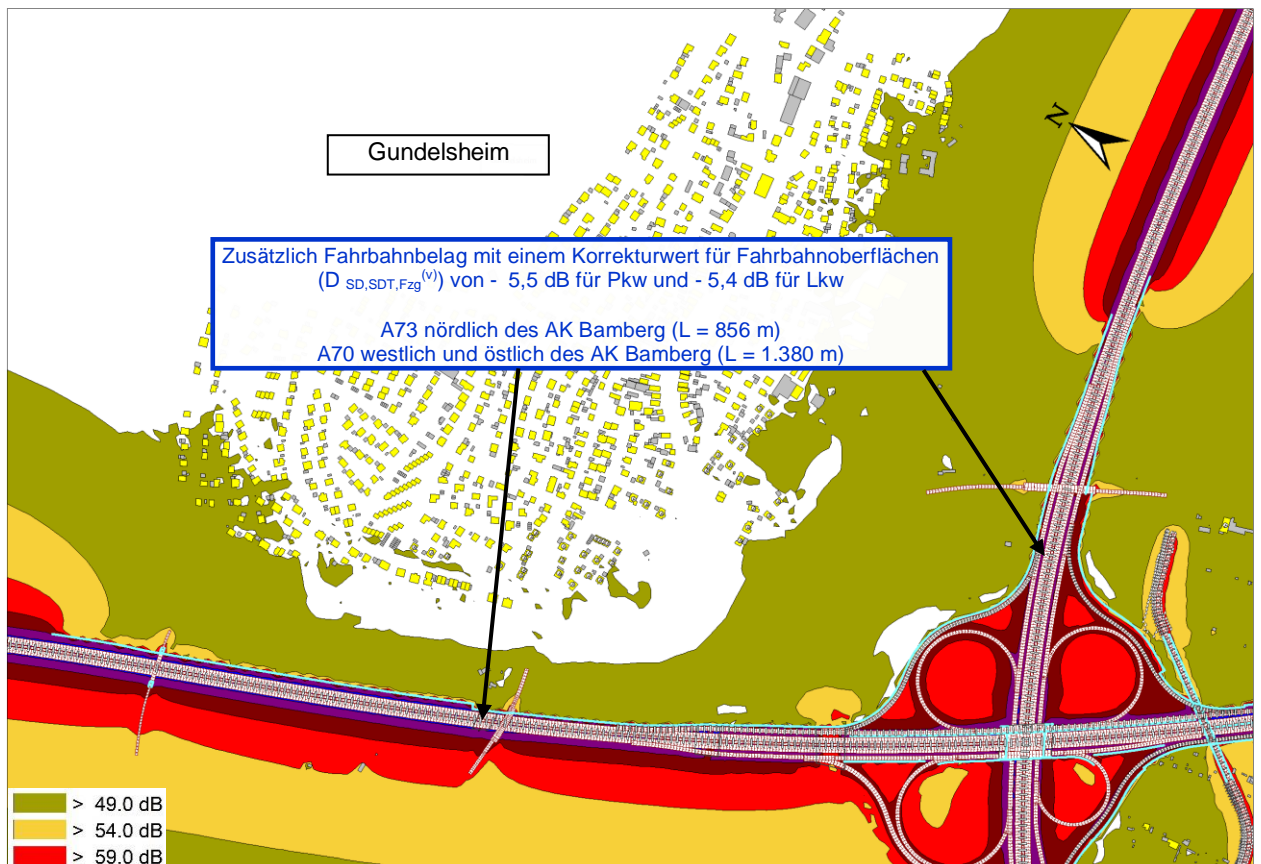 Gundelsheim
N
Zusätzlich Fahrbahnbelag mit einem Korrekturwert für Fahrbahnoberflächen
(D SD,SDT,Fzg(v)) von - 5,5 dB für Pkw und - 5,4 dB für Lkw
A73 nördlich des AK Bamberg (L = 856 m)
A70 westlich und östlich des AK Bamberg (L = 1.380 m)
> 49.0 dB
> 54.0 dB
> 59.0 dB